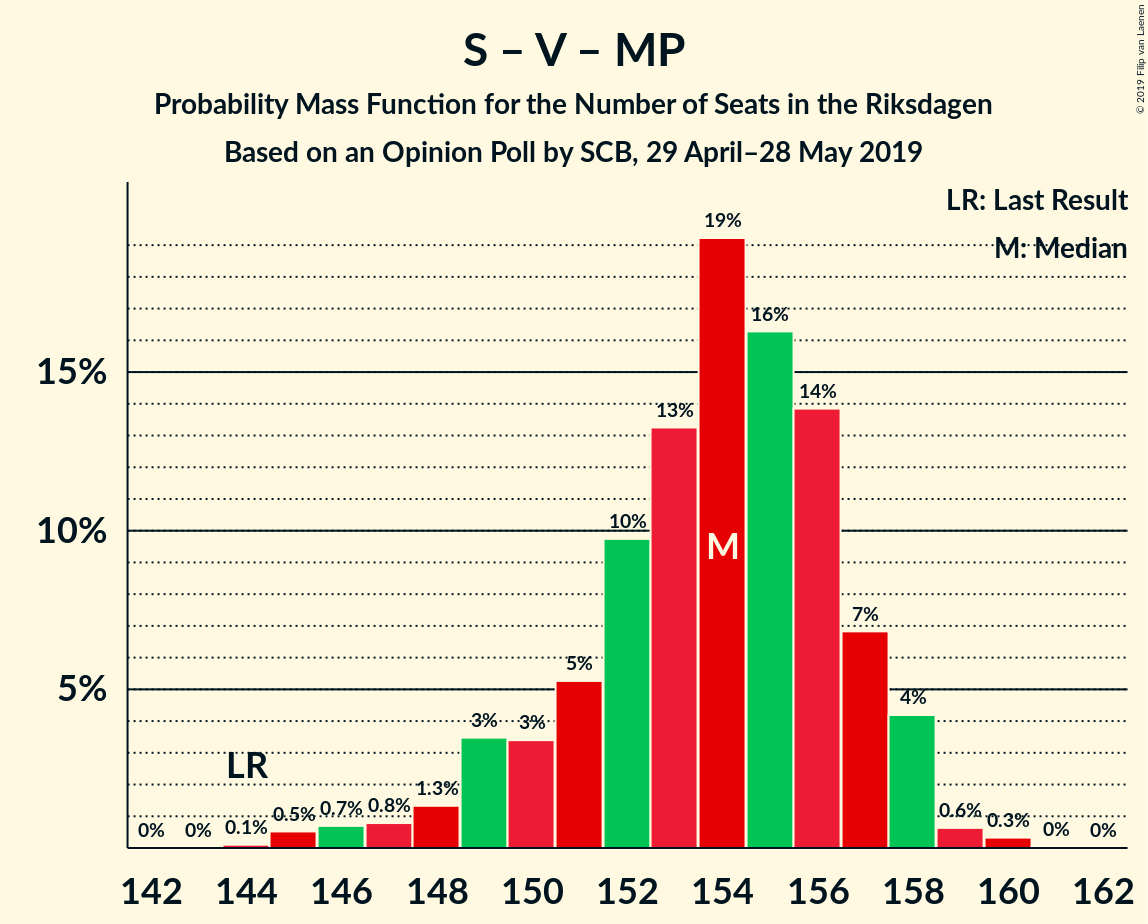 S – V – MP
Probability Mass Function for the Number of Seats in the Riksdagen
Based on an Opinion Poll by SCB, 29 April–28 May 2019
© 2019 Filip van Laenen
LR: Last Result
M: Median
15%
10%
5%
LR
M
0%
0%
0.1%
0.5%
0.7%
0.8%
1.3%
3%
3%
5%
10%
13%
19%
16%
14%
7%
4%
0.6%
0.3%
0%
0%
142 144 146 148 150 152 154 156 158 160 162